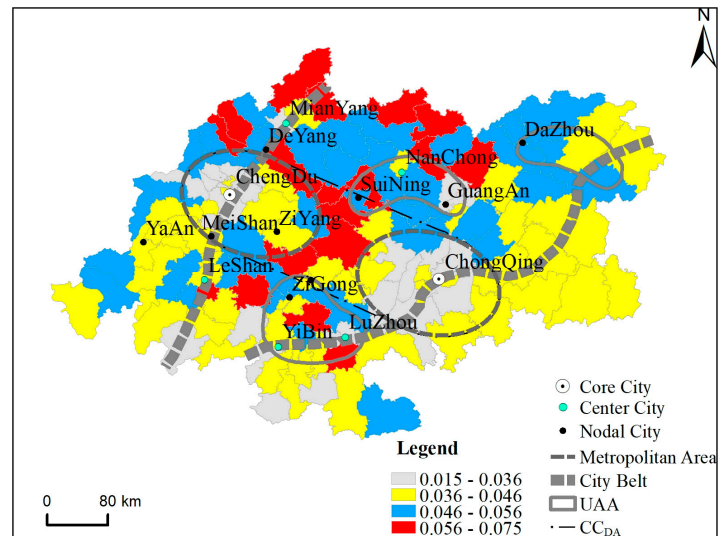 N
MianYang
DeYang
DaZhou
NanChong
ChengDu
SuiNing
GuangAn
MeiShan
ZiYang
YaAn
LeShan
ChongQing
ZiGong
LuZhou
YiBin
Core City
Center City
Nodal City
Legend
Metropolitan Area
0.015 - 0.036
City Belt
0.036 - 0.046
UAA
0.046 - 0.056
0.056 - 0.075
CC_DA
0 80 km